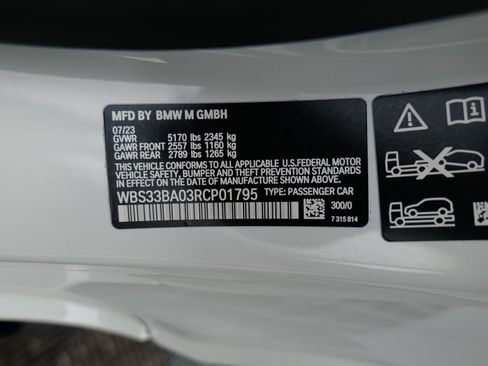 MFD BY BMW M GMBH
07/23
GVWR 5170 lbs 2345 kg
GAWR FRONT 2557 lbs 1160 kg
GAWR REAR 2789 lbs 1265 kg
THIS VEHICLE CONFORMS TO ALL APPLICABLE U.S.FEDERAL MOTOR
VEHICLE SAFETY, BUMPER AND THEFT PREVENTION STANDARDS
IN EFFECT ON THE DATE OF MANUFACTURE SHOWN ABOVE.
WBS33BA03RCP01795 TYPE: PASSENGER CAR
300/0
7 315 814